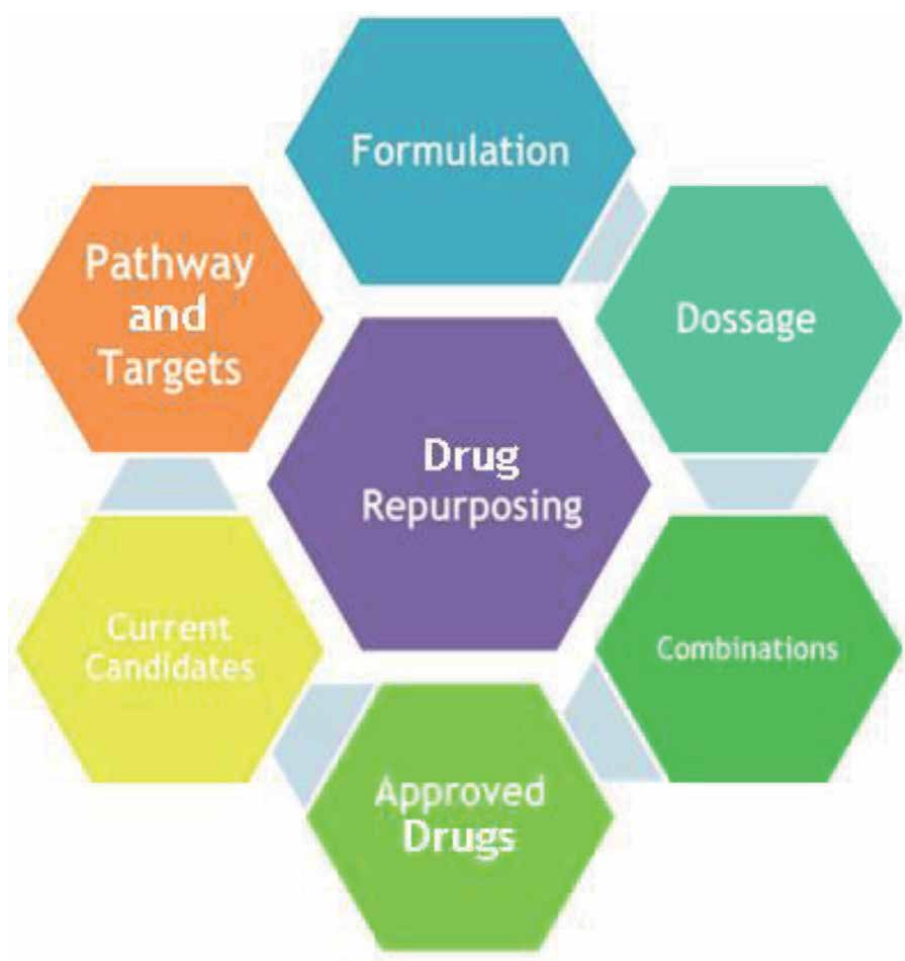 Formulation
Pathway
and
Targets
Dossage
Drug
Repurposing
Current
Candidates
Combinations
Approved
Drugs